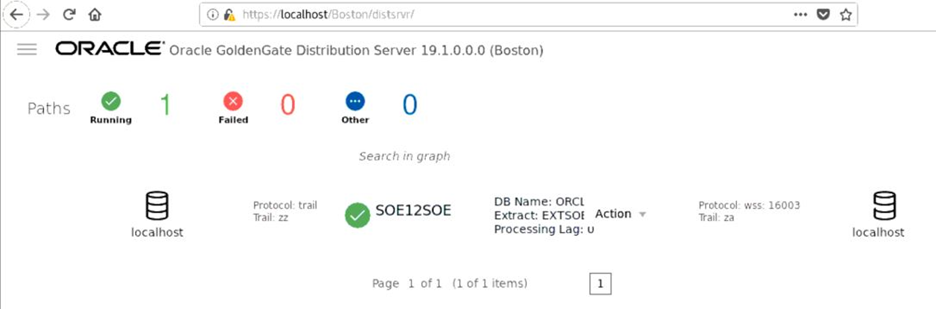 https://localhost/Boston/distsrvr/
ORACLE® Oracle GoldenGate Distribution Server 19.1.0.0.0 (Boston)
Paths 1 0 0
Running Failed Other
Search in graph
Protocol: trail
Trail: zz
SOE12SOE
DB Name: ORCL
Extract: EXTSOE
Processing Lag: 0
Action
Protocol: wss: 16003
Trail: za
localhost
localhost
Page 1 of 1 (1 of 1 items) 1